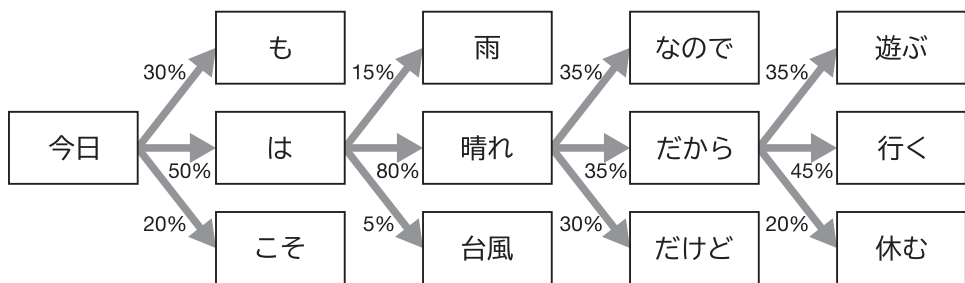 も
雨
なので
遊ぶ
30%
15%
35%
35%
今日
は
晴れ
だから
行く
50%
80%
35%
45%
20%
5%
30%
20%
こそ
台風
だけど
休む